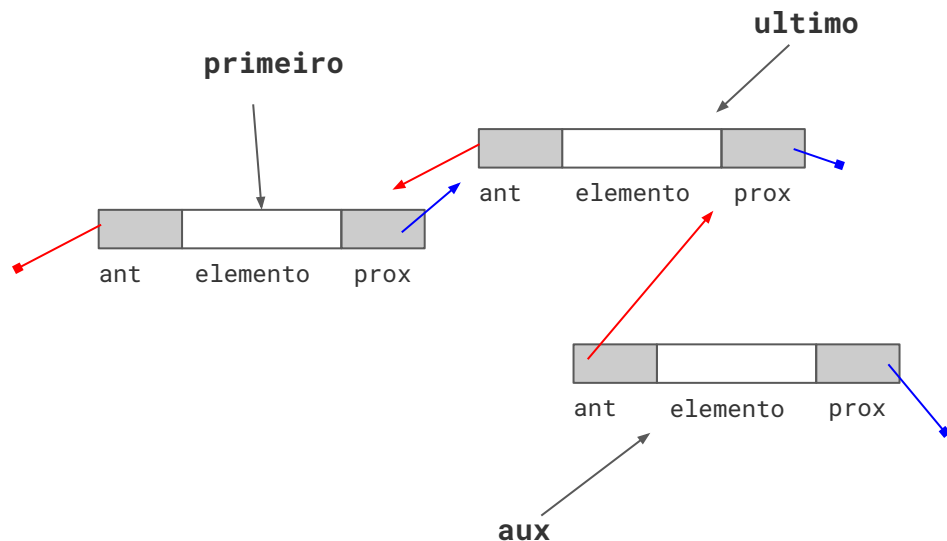 ultimo
primeiro
ant elemento prox
ant elemento prox
ant elemento prox
aux